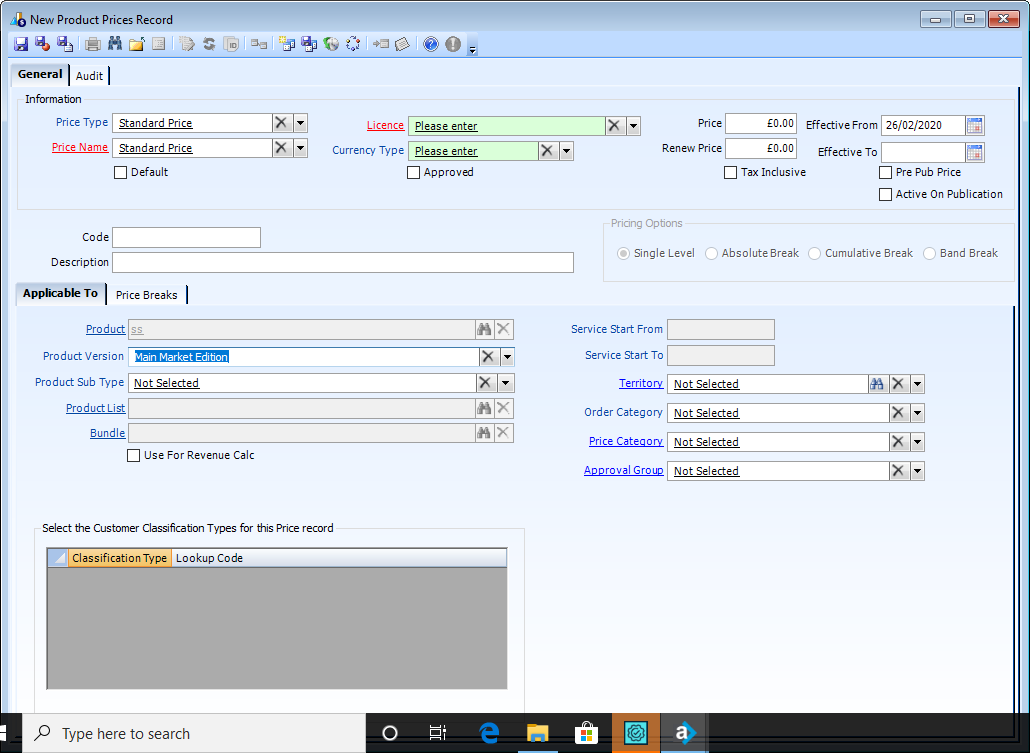 New Product Prices Record
General Audit
Information
Price Type Standard Price Licence Please enter Price £0.00 Effective From 26/02/2020
Price Name Standard Price Currency Type Please enter Renew Price £0.00 Effective To
Default Approved Tax Inclusive Pre Pub Price
Active On Publication
Pricing Options
Code
Single Level Absolute Break Cumulative Break Band Break
Description
Applicable To Price Breaks
Product ss Service Start From
Product Version Main Market Edition Service Start To
Product Sub Type Not Selected Territory Not Selected
Product List Order Category Not Selected
Bundle Price Category Not Selected
Use For Revenue Calc Approval Group Not Selected
Select the Customer Classification Types for this Price record
Classification Type Lookup Code
Type here to search